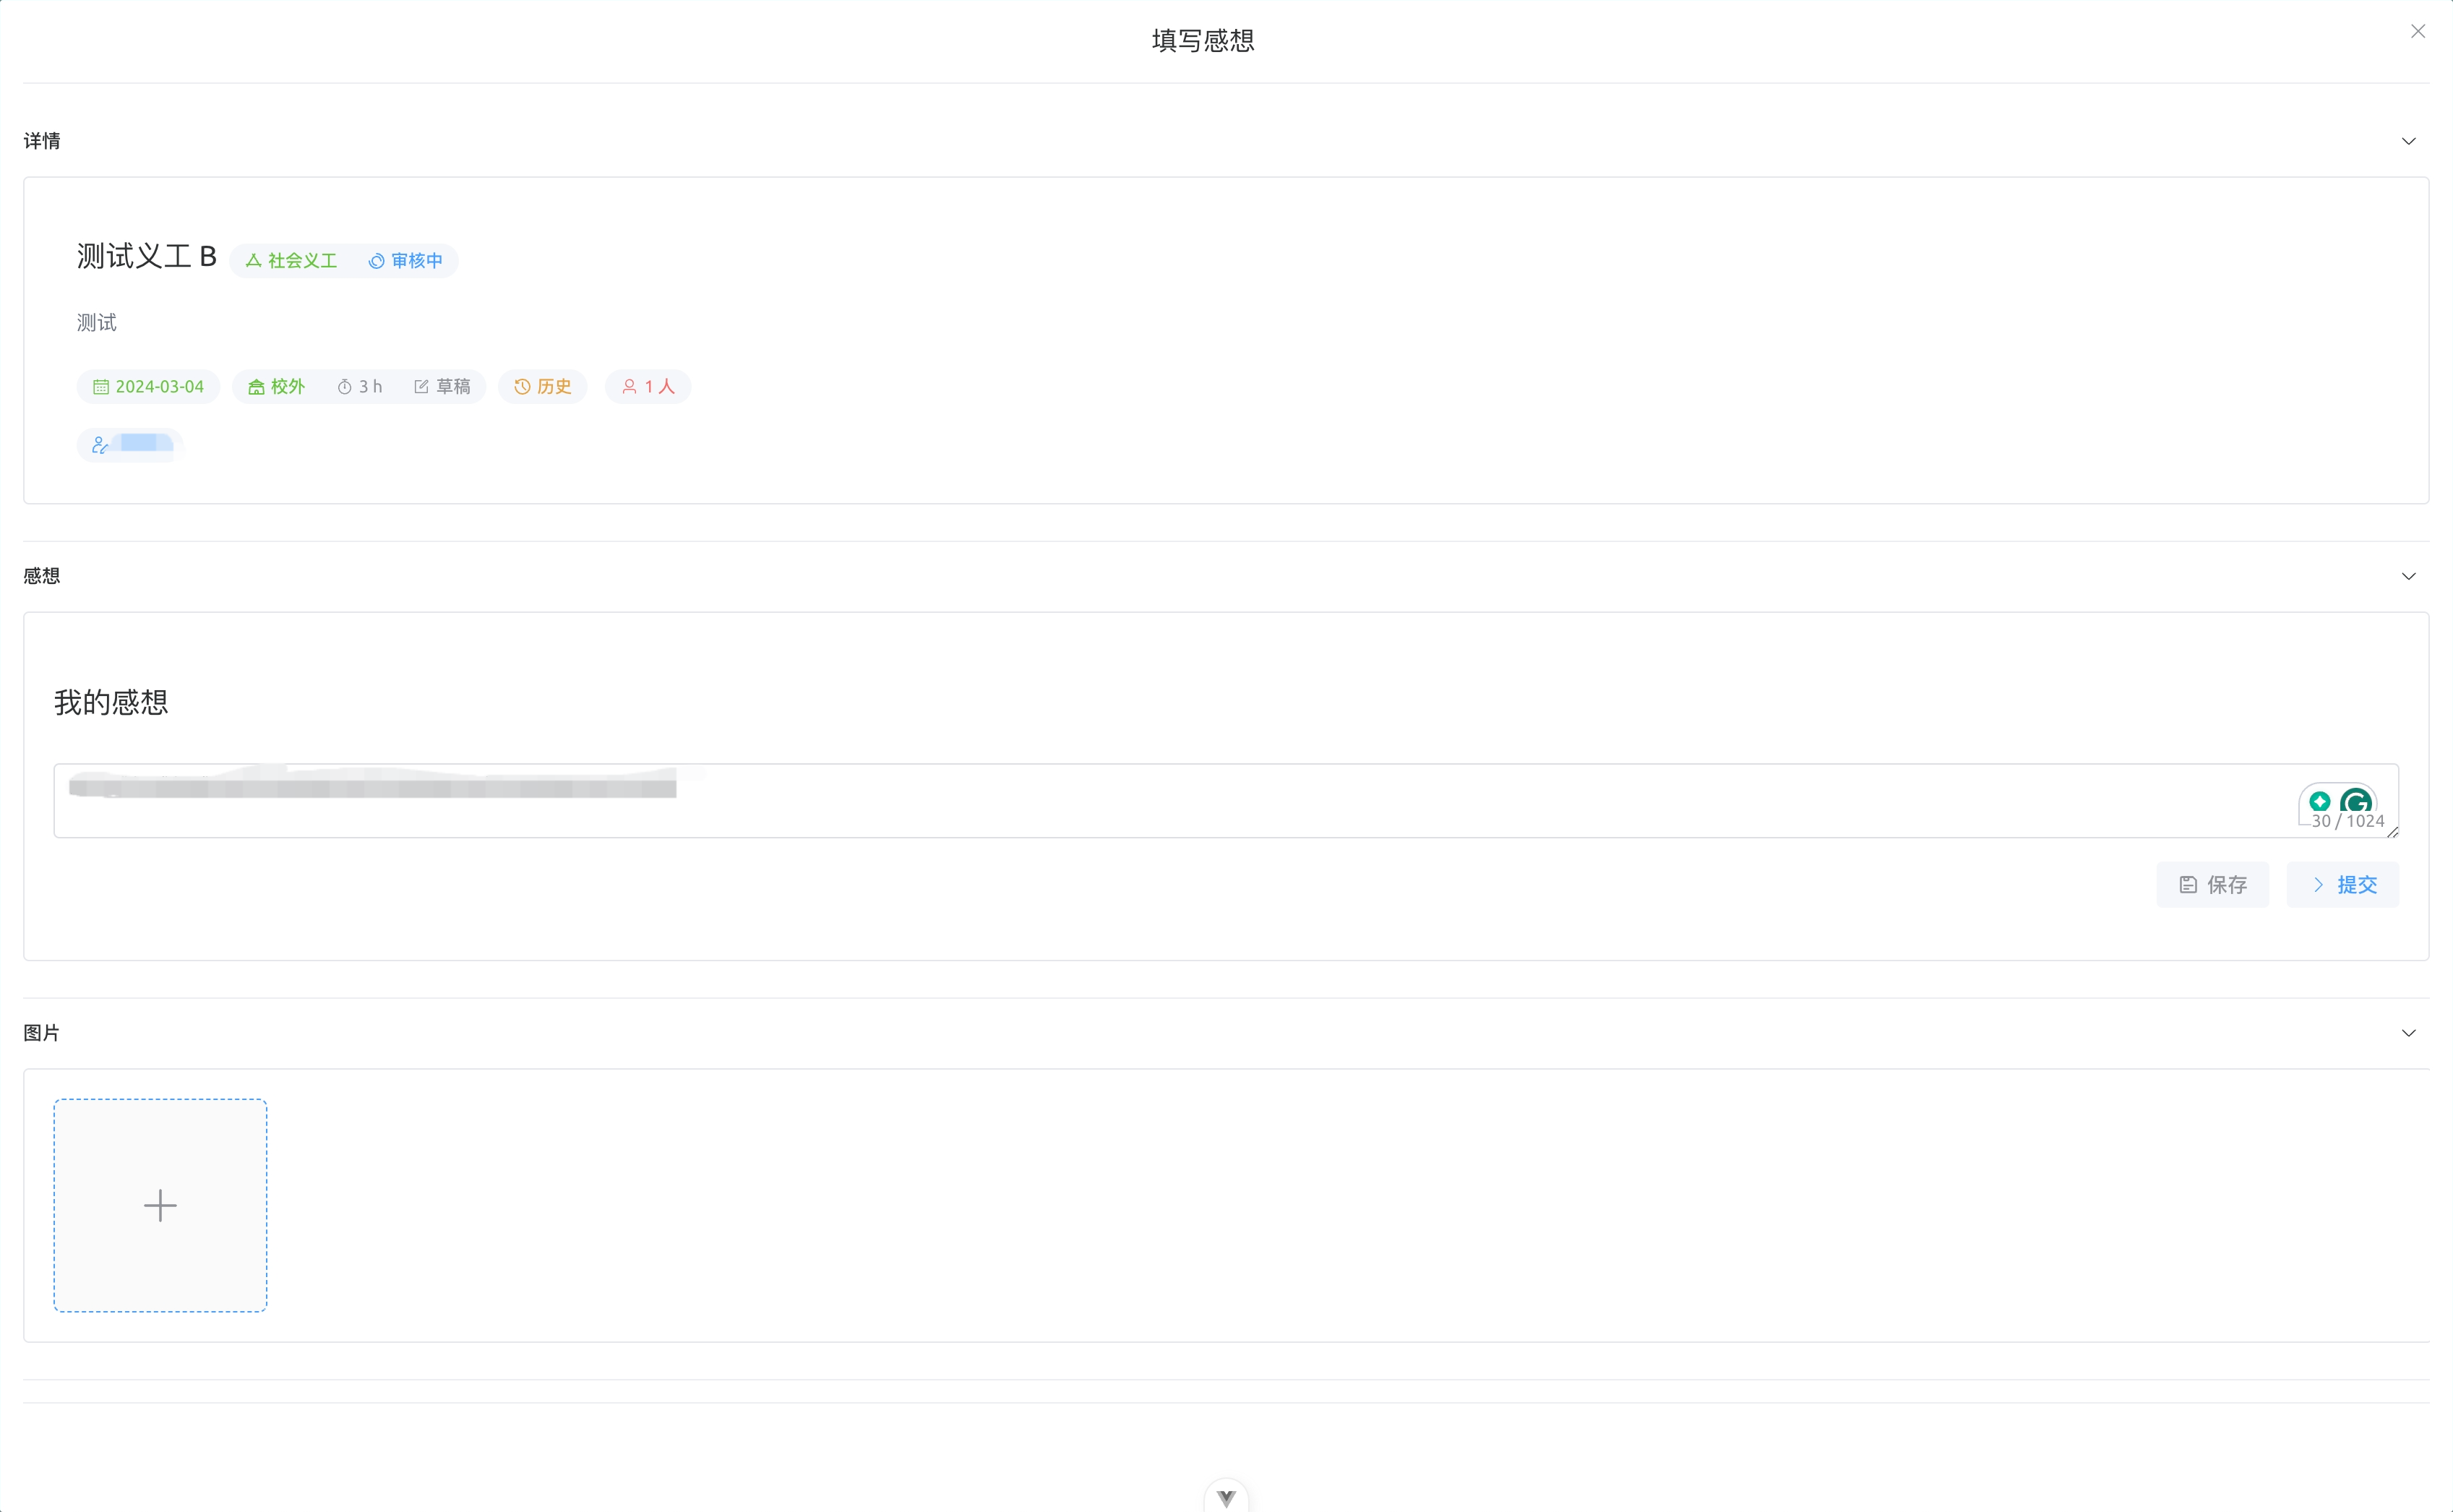 填写感想
详情
测试义工 B 社会义工 审核中
测试
2024-03-04 校外 3 h 草稿 历史 1 人
感想
我的感想
30 / 1024
保存 提交
图片